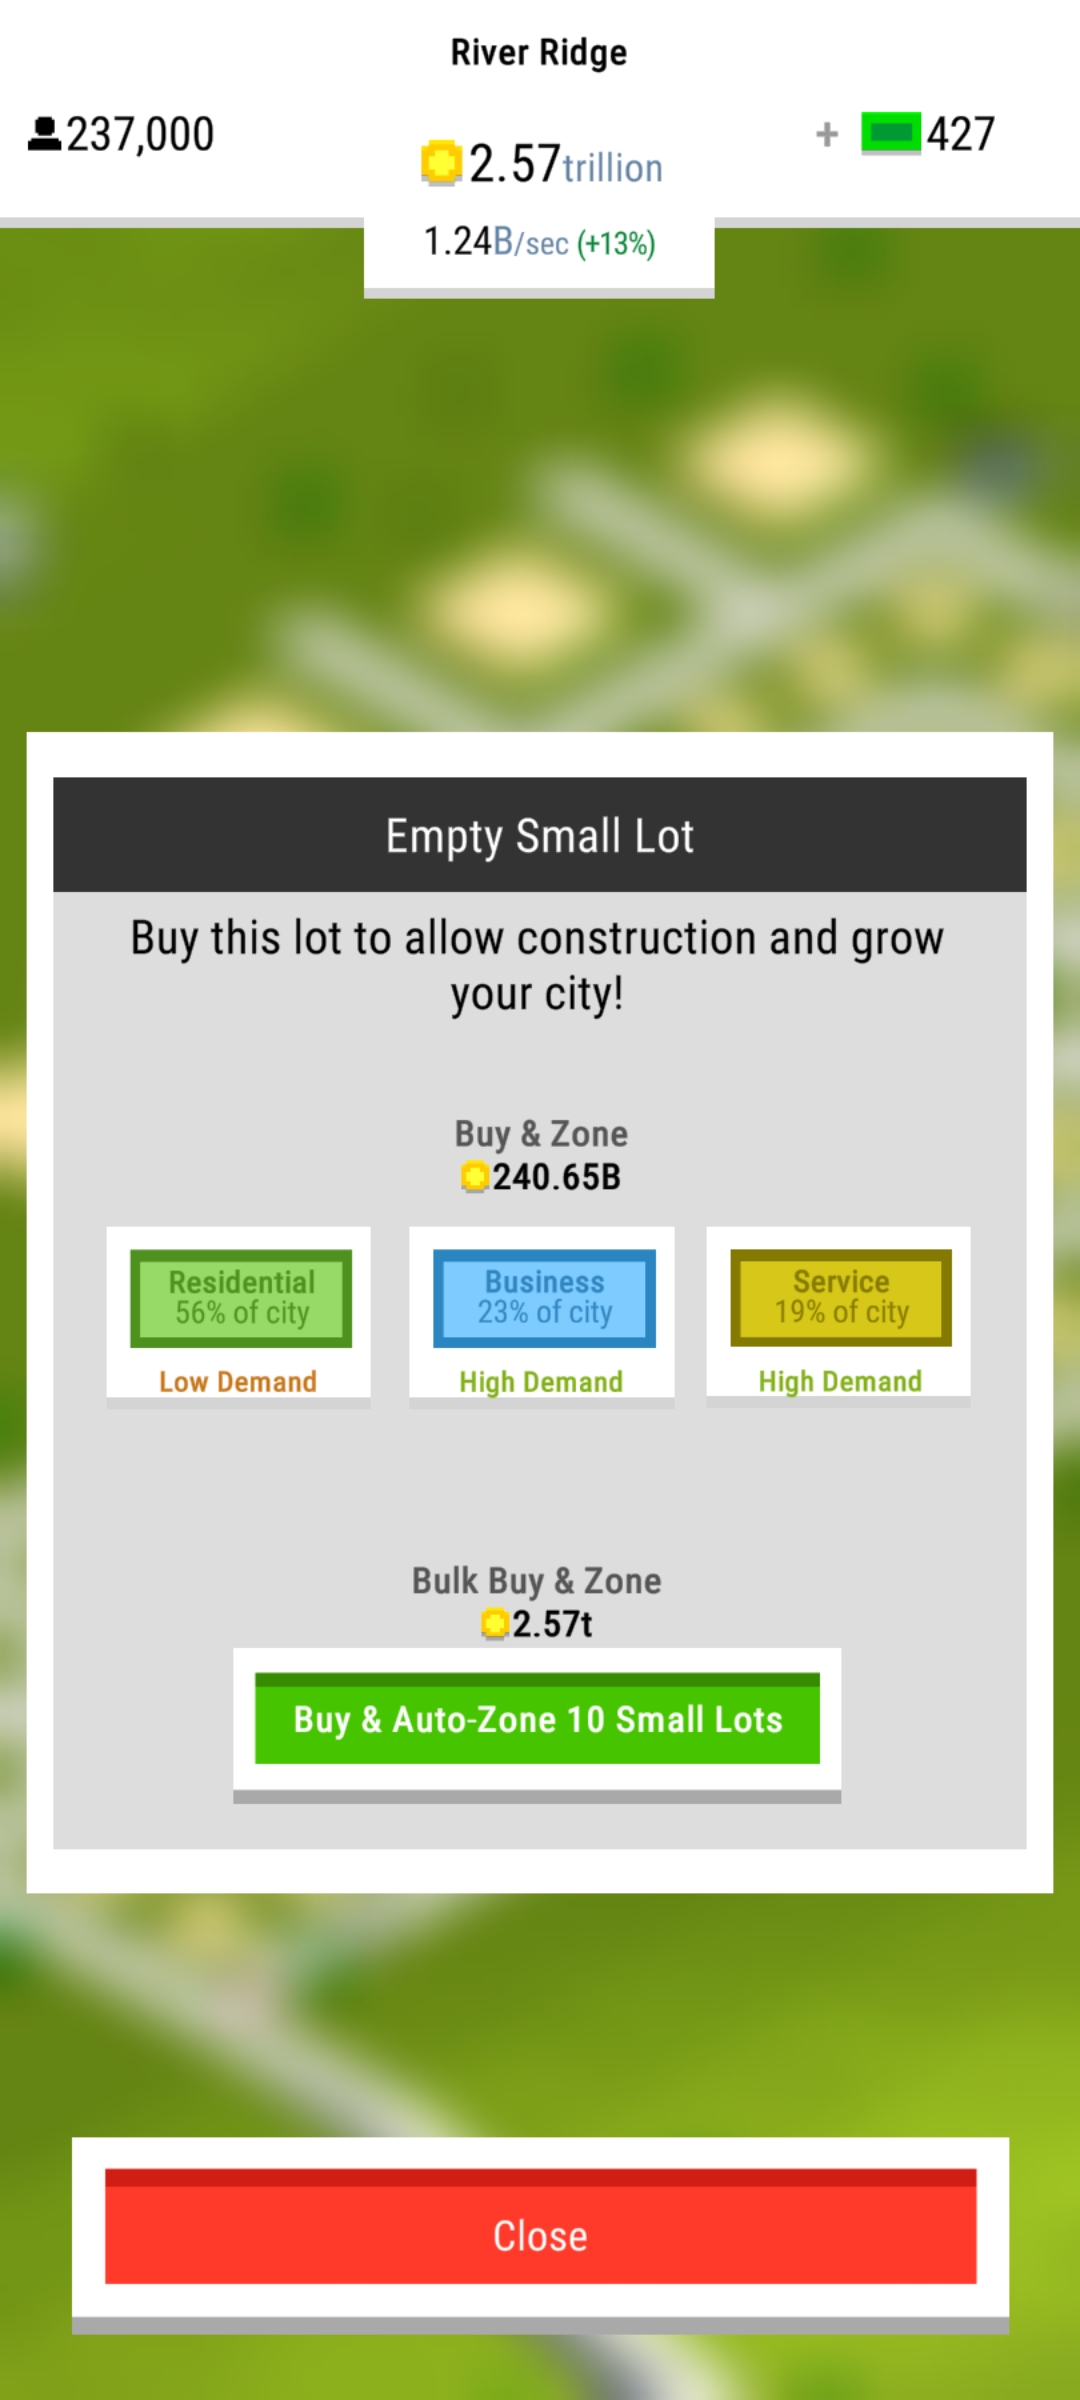 River Ridge
237,000
2.57trillion
+ 427
1.24B/sec (+13%)
Empty Small Lot
Buy this lot to allow construction and grow
your city!
Buy & Zone
240.65B
Residential
56% of city
Low Demand
Business
23% of city
High Demand
Service
19% of city
High Demand
Bulk Buy & Zone
2.57t
Buy & Auto-Zone 10 Small Lots
Close